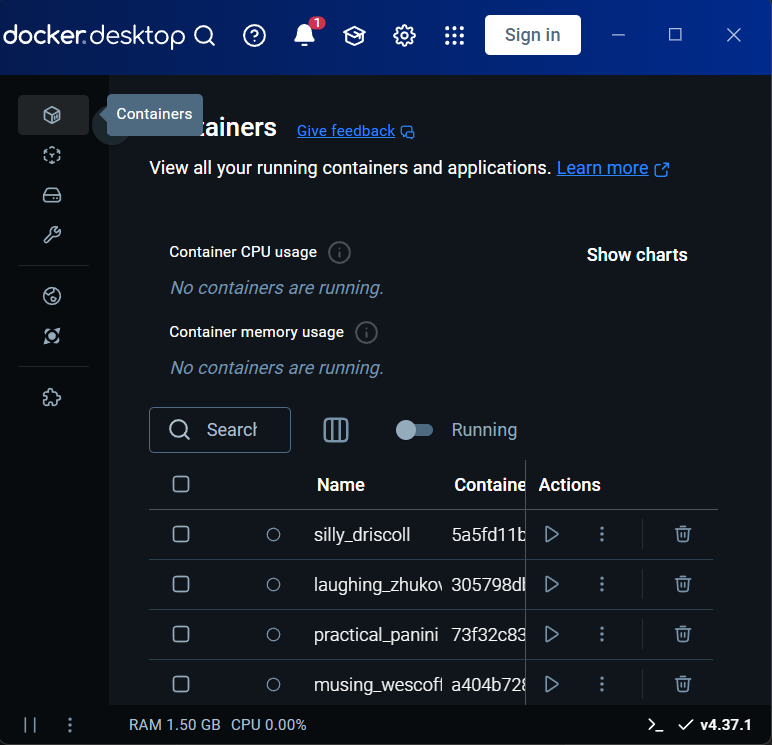 docker.desktop
1
Sign in
Containers
tainers
Give feedback
View all your running containers and applications. Learn more
Container CPU usage
Show charts
No containers are running.
Container memory usage
No containers are running.
Search
Running
Name Containe Actions
silly_driscoll 5a5fd11b
laughing_zhukov 305798db
practical_panini 73f32c83
musing_wescoff a404b728
RAM 1.50 GB CPU 0.00%
v4.37.1